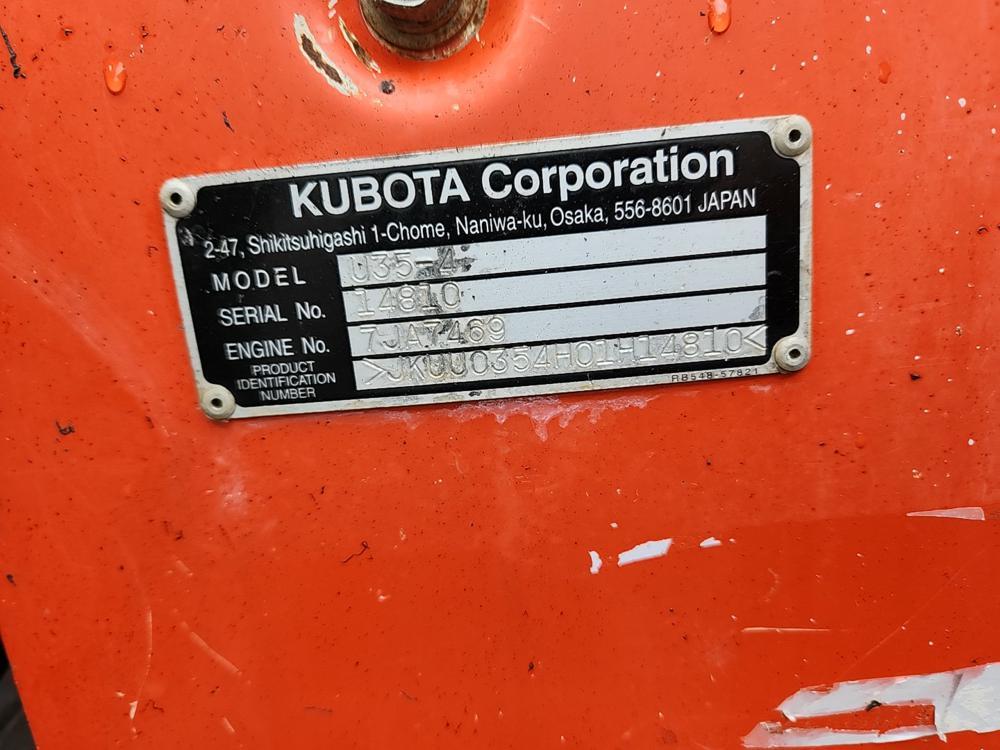 KUBOTA Corporation
2-47, Shikitsuhigashi 1-Chome, Naniwa-ku, Osaka, 556-8601 JAPAN
MODEL U35-4
SERIAL No. 14810
ENGINE No. 7JA7469
PRODUCT IDENTIFICATION NUMBER >JKUU0354H01H14810<
RB548-57821